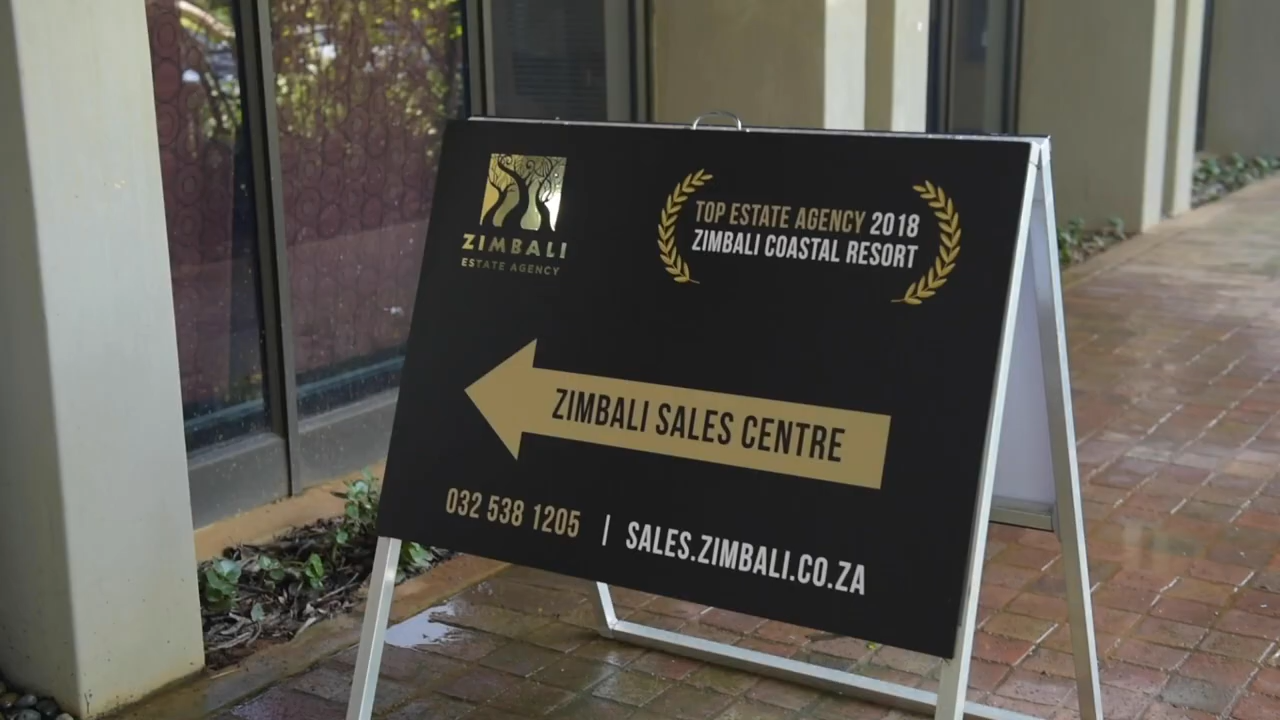 ZIMBALI
ESTATE AGENCY
TOP ESTATE AGENCY 2018
ZIMBALI COASTAL RESORT
ZIMBALI SALES CENTRE
032 538 1205 | SALES.ZIMBALI.CO.ZA